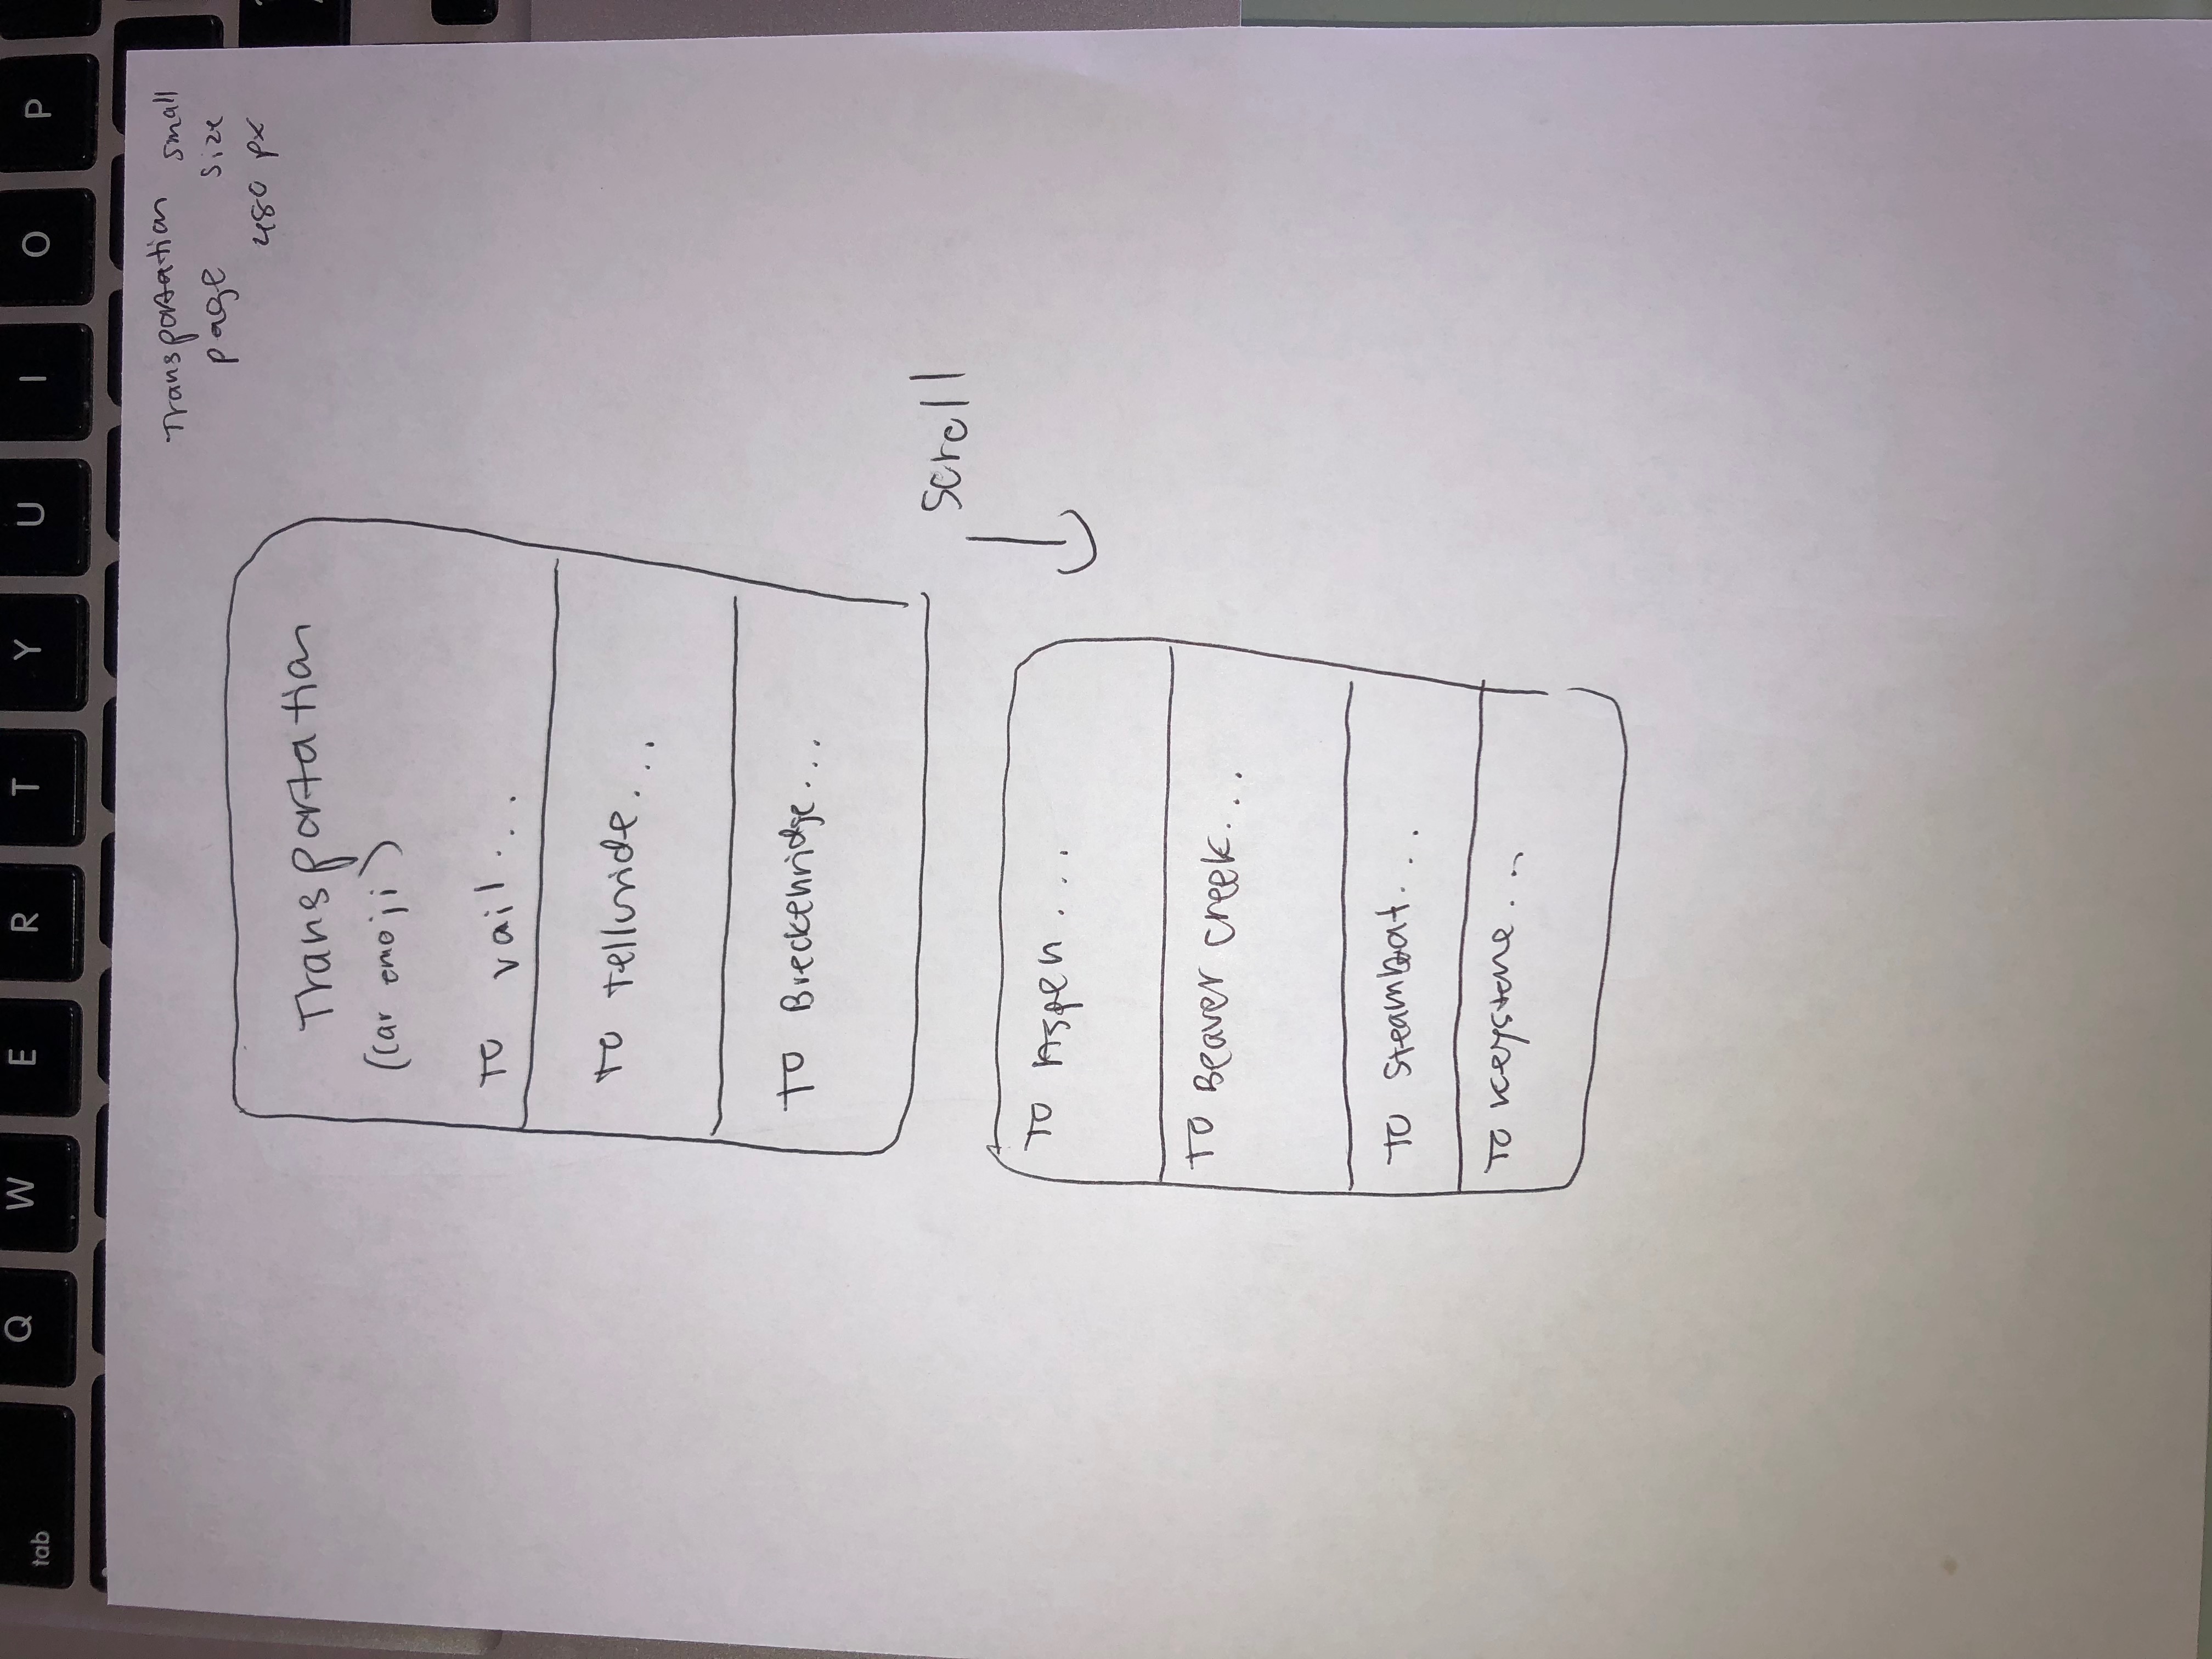 tab
Q W E R T Y U I O P
Transportation small
page size
480 px
Transportation
(car emoji)
To vail...
To Telluride...
To Breckenridge...
scroll
To Aspen...
To Beaver creek...
To Steamboat...
To Keystone...